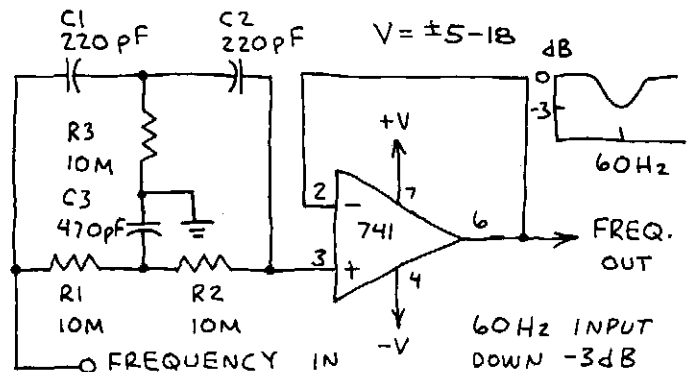 C1
220pF
C2
220pF
V = ±5-18
dB
0
-3
60Hz
R3
10M
C3
470pF
+V
2
-
7
741
6
3
+
4
-V
FREQ.
OUT
R1
10M
R2
10M
FREQUENCY IN
60Hz INPUT
DOWN -3dB